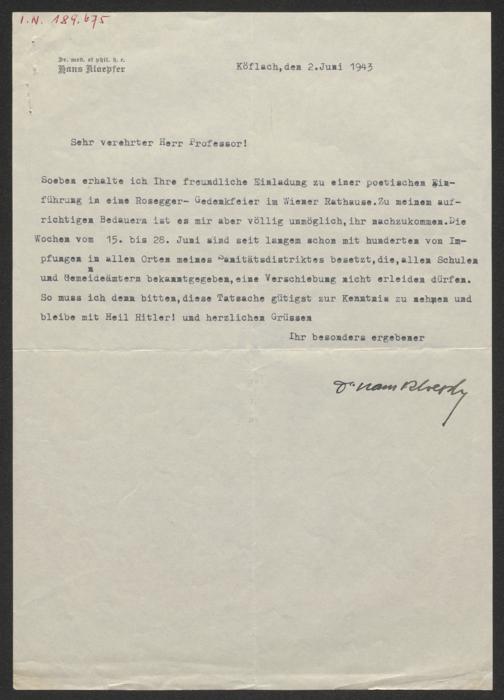 I.N. 189.675
Dr. med. et phil. h. c.
Hans Kloepfer
Köflach,den 2.Juni 1943
Sehr verehrter Herr Professor!
Soeben erhalte ich Ihre freundliche Einladung zu einer poetischen Ein-
führung in eine Rosegger- Gedenkfeier im Wiener Rathause.Zu meinem auf-
richtigen Bedauern ist es mir aber völlig unmöglich,ihr nachzukommen.Die
Wochen vom 15. bis 28. Juni sind seit langem schon mit hunderten von Im-
pfungen in allen Orten meines Sanitätsdistriktes besetzt,die,allen Schulen
und Gemeindeämtern bekanntgegeben,eine Verschiebung nicht erleiden dürfen.
So muss ich denn bitten,diese Tatsache gütigst zur Kenntnis zu nehmen und
bleibe mit Heil Hitler! und herzlichen Grüssen
Ihr besonders ergebener
Dr Hans Kloepfer